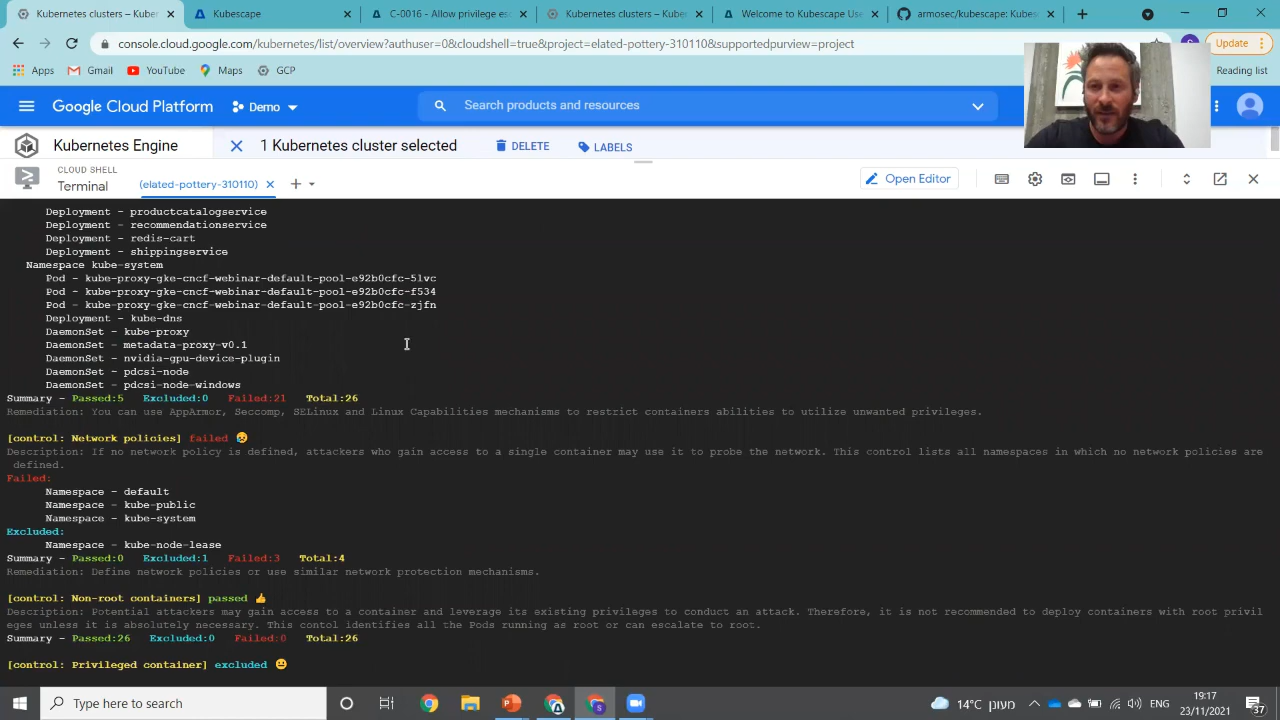 Kubernetes clusters – Kubernete
Kubescape
C-0016 - Allow privilege esc
Kubernetes clusters – Kubernete
Welcome to Kubescape Use
armosec/kubescape: Kubes
console.cloud.google.com/kubernetes/list/overview?authuser=0&cloudshell=true&project=elated-pottery-310110&supportedpurview=project
Update
Apps
Gmail
YouTube
Maps
GCP
Reading list
Google Cloud Platform
Demo
Search products and resources
Kubernetes Engine
1 Kubernetes cluster selected
DELETE
LABELS
CLOUD SHELL
Terminal
(elated-pottery-310110)
Open Editor
Deployment - productcatalogservice
Deployment - recommendationservice
Deployment - redis-cart
Deployment - shippingservice
Namespace kube-system
Pod - kube-proxy-gke-cncf-webinar-default-pool-e92b0cfc-5lvc
Pod - kube-proxy-gke-cncf-webinar-default-pool-e92b0cfc-f534
Pod - kube-proxy-gke-cncf-webinar-default-pool-e92b0cfc-zjfn
Deployment - kube-dns
DaemonSet - kube-proxy
DaemonSet - metadata-proxy-v0.1
DaemonSet - nvidia-gpu-device-plugin
DaemonSet - pdcsi-node
DaemonSet - pdcsi-node-windows
Summary - Passed:5 Excluded:0 Failed:21 Total:26
Remediation: You can use AppArmor, Seccomp, SELinux and Linux Capabilities mechanisms to restrict containers abilities to utilize unwanted privileges.
[control: Network policies] failed 😥
Description: If no network policy is defined, attackers who gain access to a single container may use it to probe the network. This control lists all namespaces in which no network policies are
defined.
Failed:
Namespace - default
Namespace - kube-public
Namespace - kube-system
Excluded:
Namespace - kube-node-lease
Summary - Passed:0 Excluded:1 Failed:3 Total:4
Remediation: Define network policies or use similar network protection mechanisms.
[control: Non-root containers] passed 👍
Description: Potential attackers may gain access to a container and leverage its existing privileges to conduct an attack. Therefore, it is not recommended to deploy containers with root privil
eges unless it is absolutely necessary. This contol identifies all the Pods running as root or can escalate to root.
Summary - Passed:26 Excluded:0 Failed:0 Total:26
[control: Privileged container] excluded 😐
Type here to search
14°C מעונן
ENG
19:17
23/11/2021
37